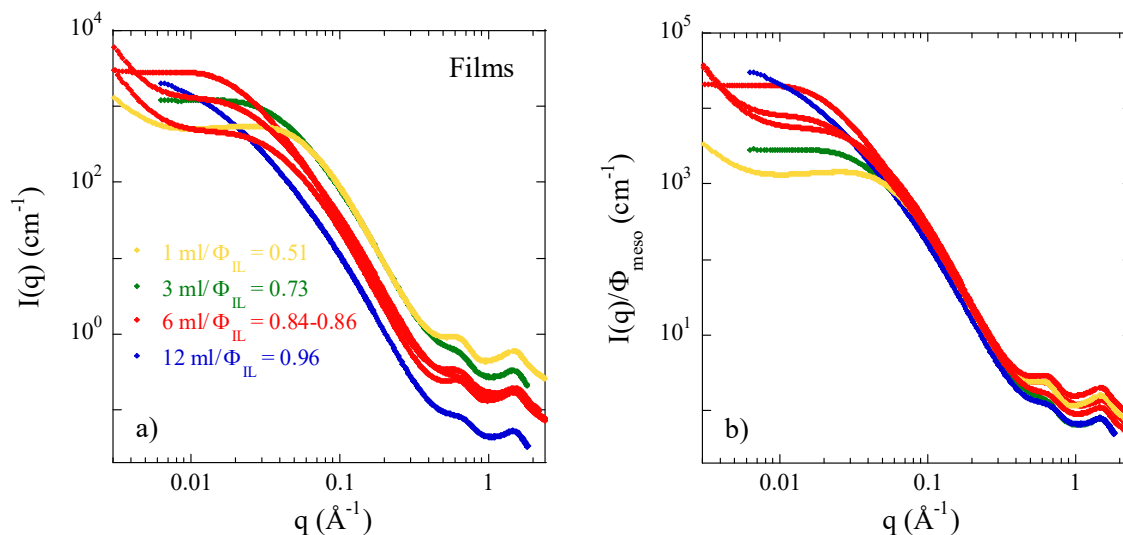 10⁴
Films
10²
I(q) (cm⁻¹)
1 ml/Φ_IL = 0.51
3 ml/Φ_IL = 0.73
6 ml/Φ_IL = 0.84-0.86
12 ml/Φ_IL = 0.96
10⁰
a)
0.01 0.1 1
q (Å⁻¹)
10⁵
10³
I(q)/Φ_meso (cm⁻¹)
10¹
b)
0.01 0.1 1
q (Å⁻¹)